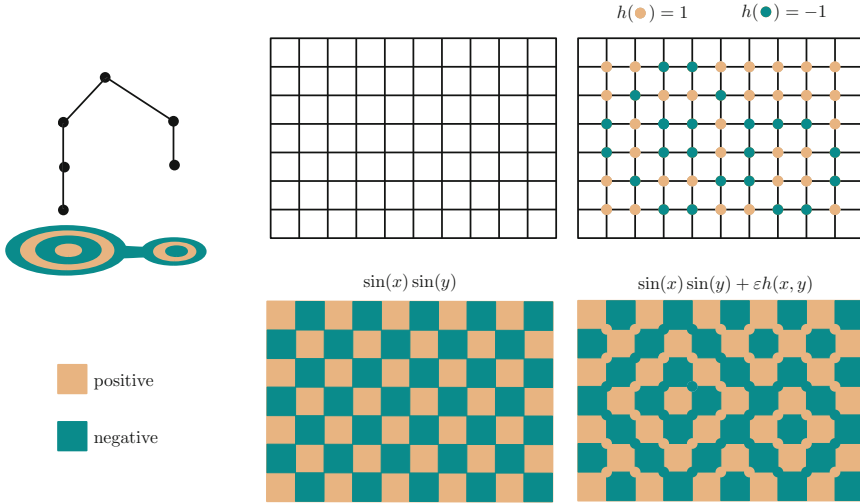 h(●) = 1
h(●) = −1
sin(x) sin(y)
sin(x) sin(y) + εh(x, y)
positive
negative